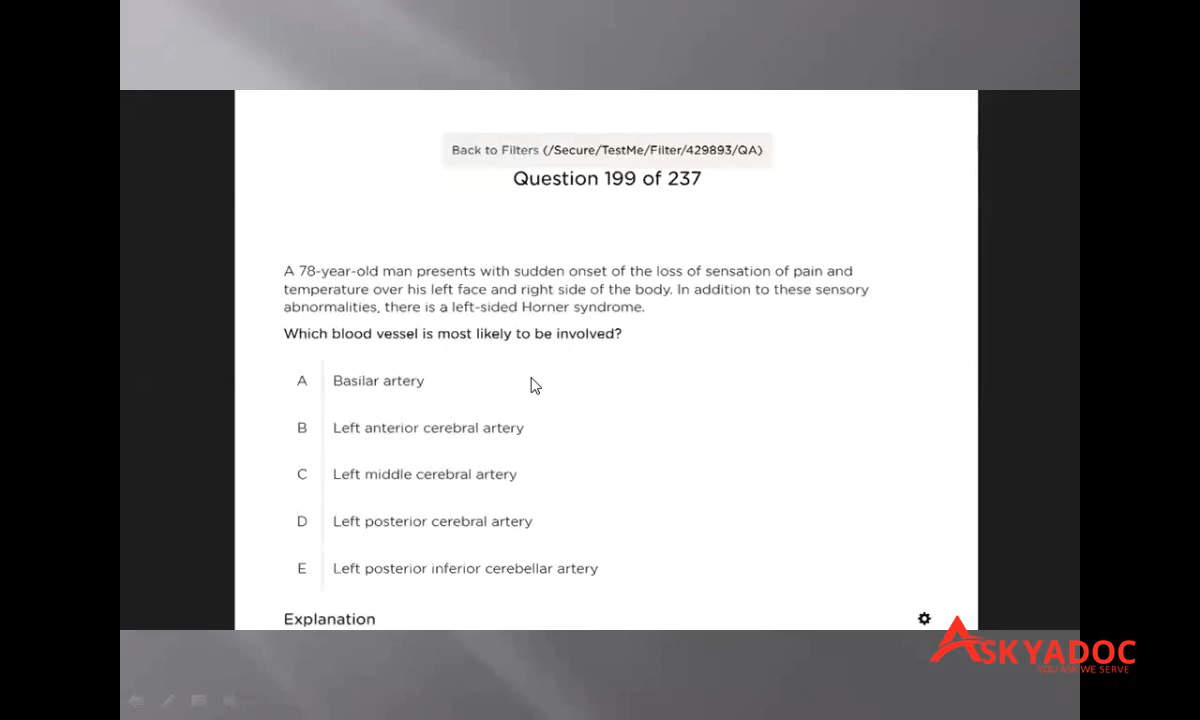 Back to Filters (/Secure/TestMe/Filter/429893/QA)
Question 199 of 237
A 78-year-old man presents with sudden onset of the loss of sensation of pain and
temperature over his left face and right side of the body. In addition to these sensory
abnormalities, there is a left-sided Horner syndrome.
Which blood vessel is most likely to be involved?
A Basilar artery
B Left anterior cerebral artery
C Left middle cerebral artery
D Left posterior cerebral artery
E Left posterior inferior cerebellar artery
Explanation
ASKYADOC
YOU ASK WE SERVE